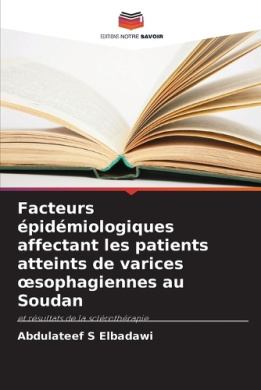 EDITIONS NOTRE SAVOIR
Facteurs
épidémiologiques
affectant les patients
atteints de varices
œsophagiennes au
Soudan
et résultats de la sclérothérapie
Abdulateef S Elbadawi